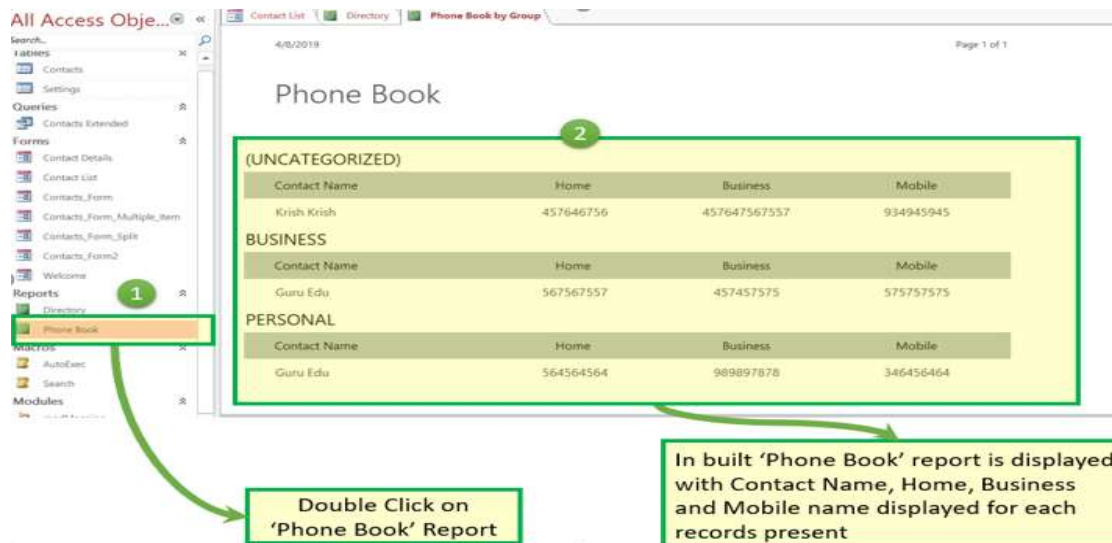 All Access Obje...
Search...
Tables
Contacts
Settings
Queries
Contacts Extended
Forms
Contact Details
Contact List
Contacts_Form
Contacts_Form_Multiple_Item
Contacts_Form_Split
Contacts_Form2
Welcome
Reports
Directory
Phone Book
Macros
AutoExec
Search
Modules
1
Contact List Directory Phone Book by Group
4/8/2019 Page 1 of 1
Phone Book
2
(UNCATEGORIZED)
Contact Name Home Business Mobile
Krish Krish 457646756 457647567557 934945945
BUSINESS
Contact Name Home Business Mobile
Guru Edu 567567557 457457575 575757575
PERSONAL
Contact Name Home Business Mobile
Guru Edu 564564564 989897878 346456464
Double Click on
‘Phone Book’ Report
In built ‘Phone Book’ report is displayed
with Contact Name, Home, Business
and Mobile name displayed for each
records present